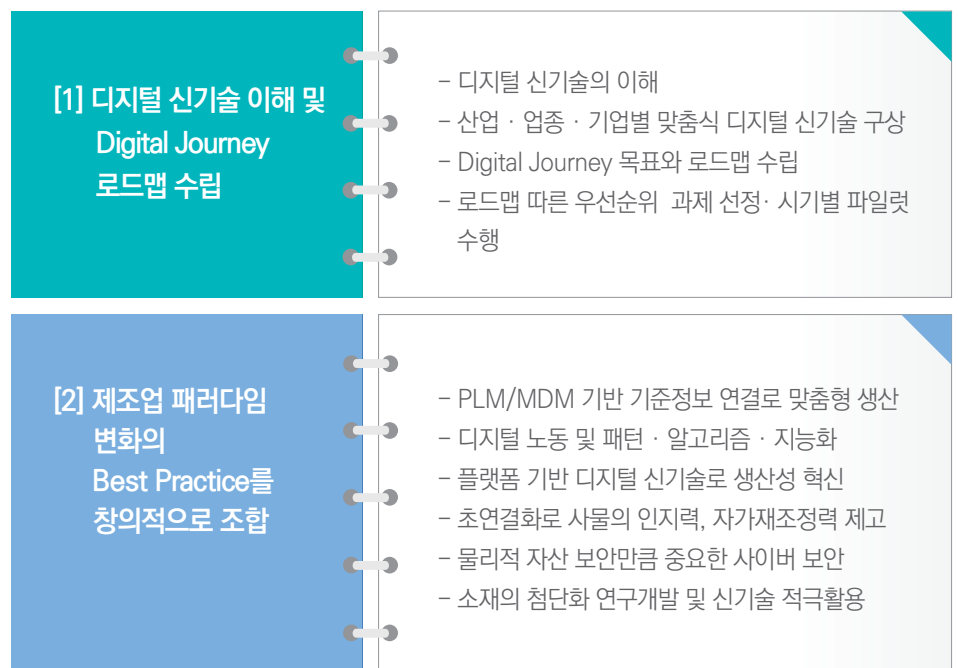 [1] 디지털 신기술 이해 및
Digital Journey
로드맵 수립
- 디지털 신기술의 이해
- 산업 · 업종 · 기업별 맞춤식 디지털 신기술 구상
- Digital Journey 목표와 로드맵 수립
- 로드맵 따른 우선순위 과제 선정· 시기별 파일럿
수행
[2] 제조업 패러다임
변화의
Best Practice를
창의적으로 조합
- PLM/MDM 기반 기준정보 연결로 맞춤형 생산
- 디지털 노동 및 패턴 · 알고리즘 · 지능화
- 플랫폼 기반 디지털 신기술로 생산성 혁신
- 초연결화로 사물의 인지력, 자가재조정력 제고
- 물리적 자산 보안만큼 중요한 사이버 보안
- 소재의 첨단화 연구개발 및 신기술 적극활용